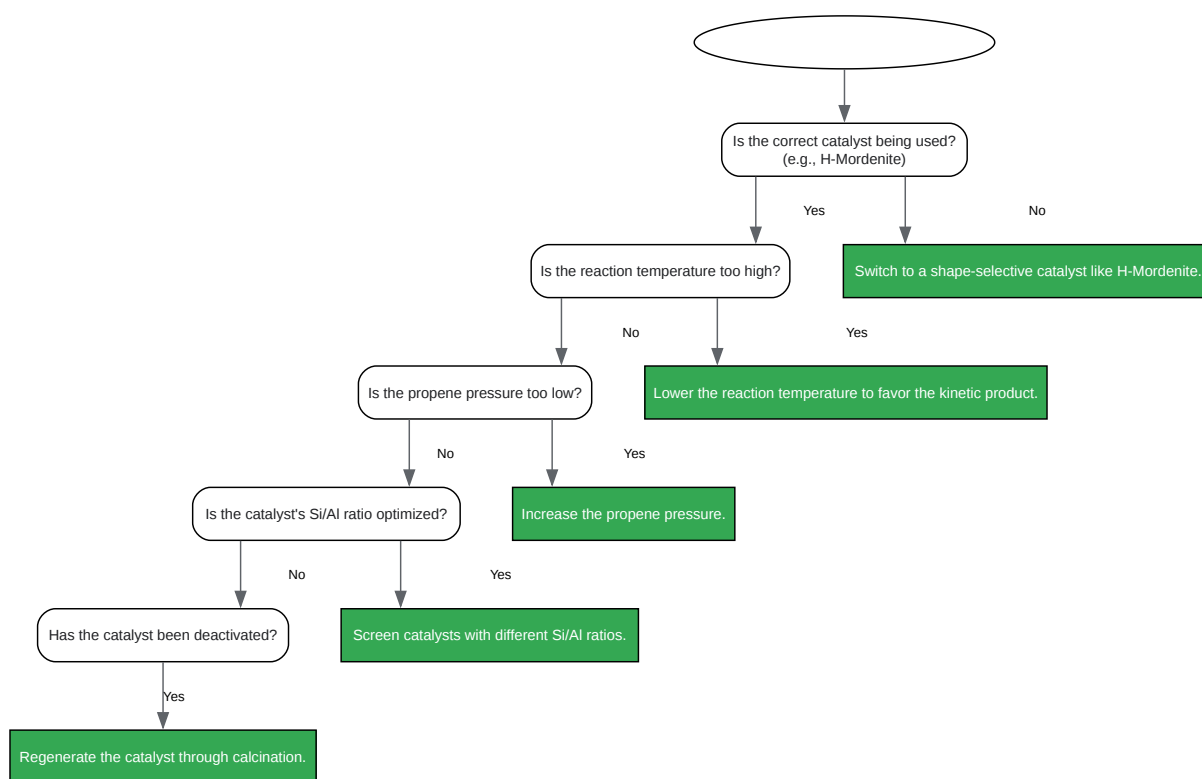 Is the correct catalyst being used?
(e.g., H-Mordenite)
Yes
No
Is the reaction temperature too high?
Switch to a shape-selective catalyst like H-Mordenite.
No
Yes
Is the propene pressure too low?
Lower the reaction temperature to favor the kinetic product.
No
Yes
Is the catalyst's Si/Al ratio optimized?
Increase the propene pressure.
No
Yes
Has the catalyst been deactivated?
Screen catalysts with different Si/Al ratios.
Yes
Regenerate the catalyst through calcination.